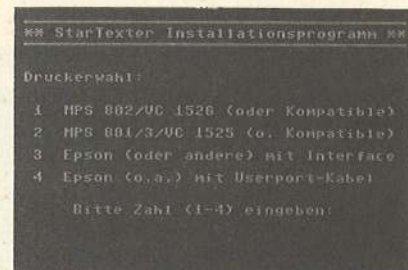 ** StarTexter Installationsprogramm **
Druckerwahl:
1 MPS 802/VC 1526 (oder Kompatible)
2 MPS 801/3/VC 1525 (o. Kompatible)
3 Epson (oder andere) mit Interface
4 Epson (o.a.) mit Userport-Kabel
Bitte Zahl (1-4) eingeben: